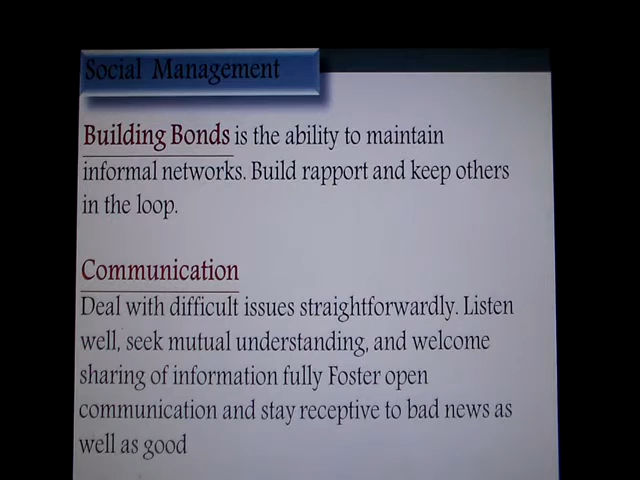 Social Management
Building Bonds is the ability to maintain
informal networks. Build rapport and keep others
in the loop.
Communication
Deal with difficult issues straightforwardly. Listen
well, seek mutual understanding, and welcome
sharing of information fully Foster open
communication and stay receptive to bad news as
well as good